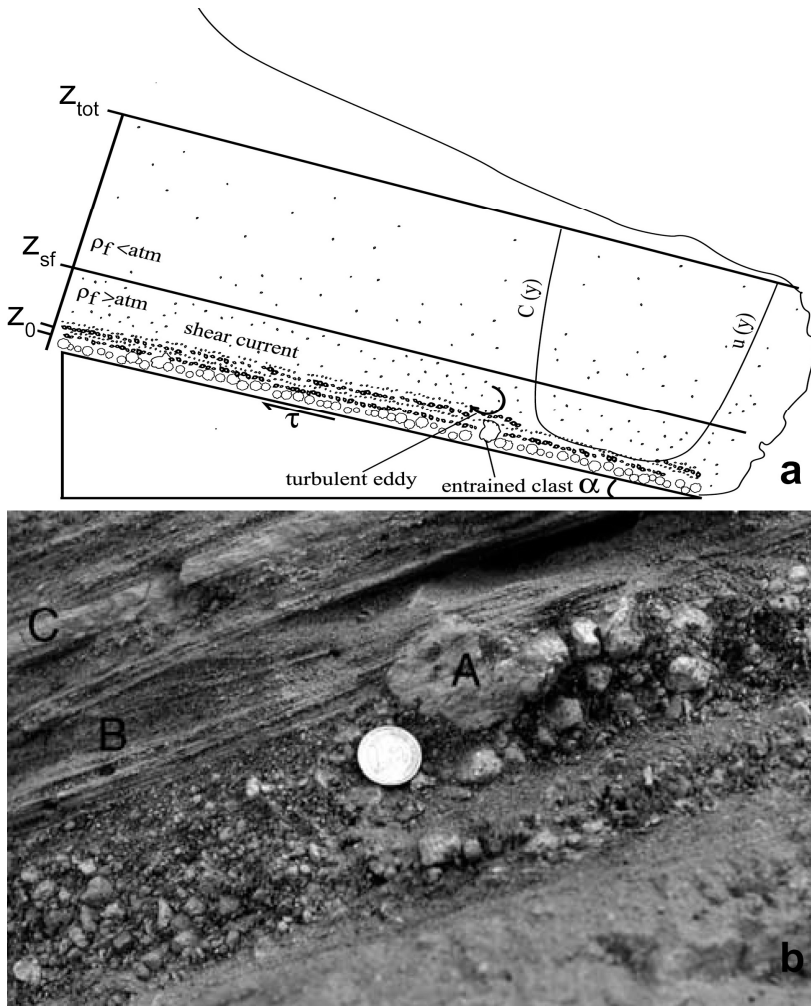 z_tot
ρ_f <atm
z_sf
ρ_f >atm
z_0
shear current
C (y)
u (y)
τ
turbulent eddy
entrained clast α
a
A
B
C
b